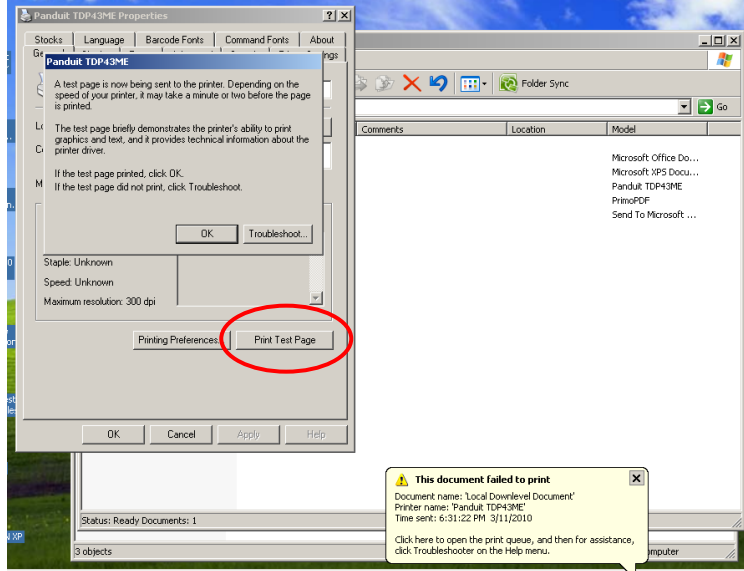 Panduit TDP43ME Properties
Stocks Language Barcode Fonts Command Fonts About
Panduit TDP43ME
A test page is now being sent to the printer. Depending on the
speed of your printer, it may take a minute or two before the page
is printed.
The test page briefly demonstrates the printer's ability to print
graphics and text, and it provides technical information about the
printer driver.
If the test page printed, click OK.
If the test page did not print, click Troubleshoot.
OK Troubleshoot...
Staple: Unknown
Speed: Unknown
Maximum resolution: 300 dpi
Printing Preferences. Print Test Page
OK Cancel Apply Help
Folder Sync
Go
Comments Location Model
Microsoft Office Do...
Microsoft XPS Docu...
Panduit TDP43ME
PrimoPDF
Send To Microsoft ...
This document failed to print
Document name: 'Local Downlevel Document'
Printer name: 'Panduit TDP43ME'
Time sent: 6:31:22 PM 3/11/2010
Click here to open the print queue, and then for assistance,
click Troubleshooter on the Help menu.
Status: Ready Documents: 1
3 objects
XP